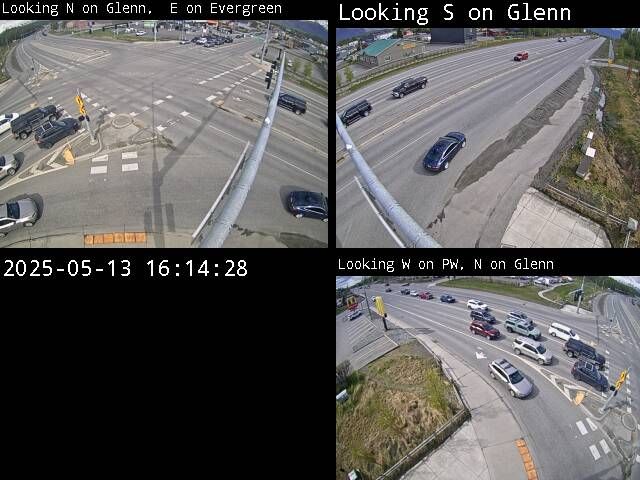 Looking N on Glenn,  E on Evergreen
Looking S on Glenn
2025-05-13 16:14:28
Looking W on PW, N on Glenn